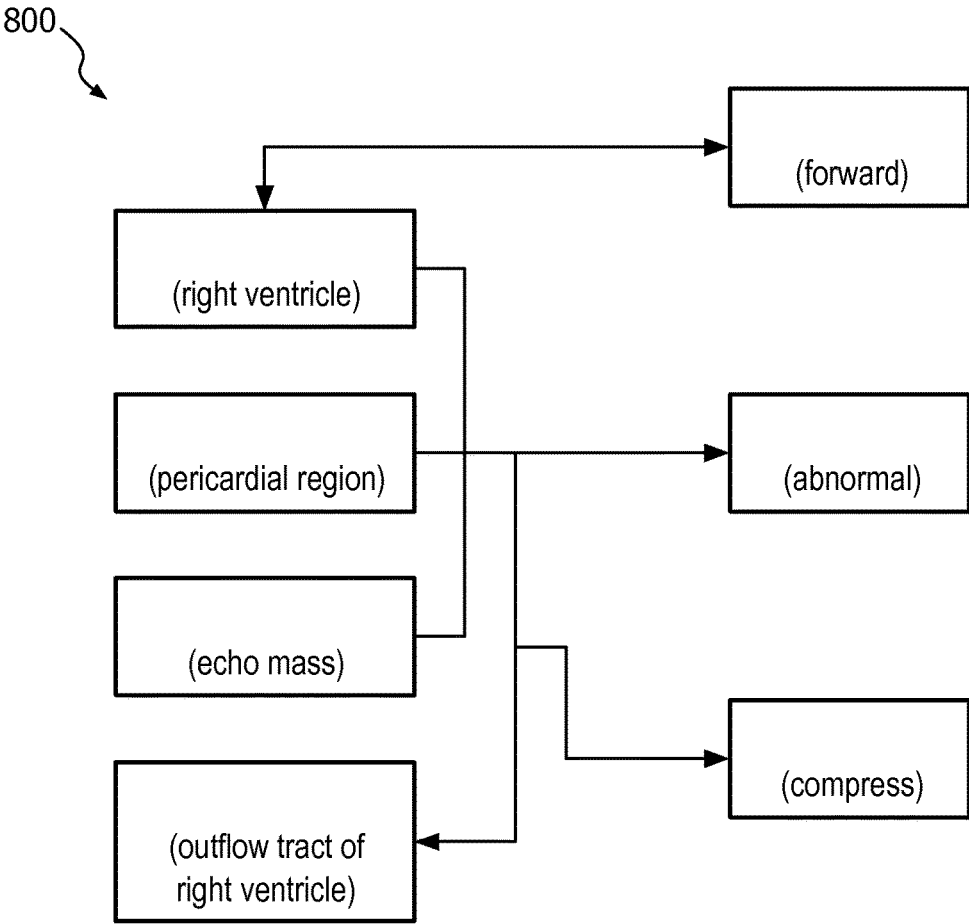 800
(forward)
(right ventricle)
(pericardial region)
(abnormal)
(echo mass)
(compress)
(outflow tract of
right ventricle)